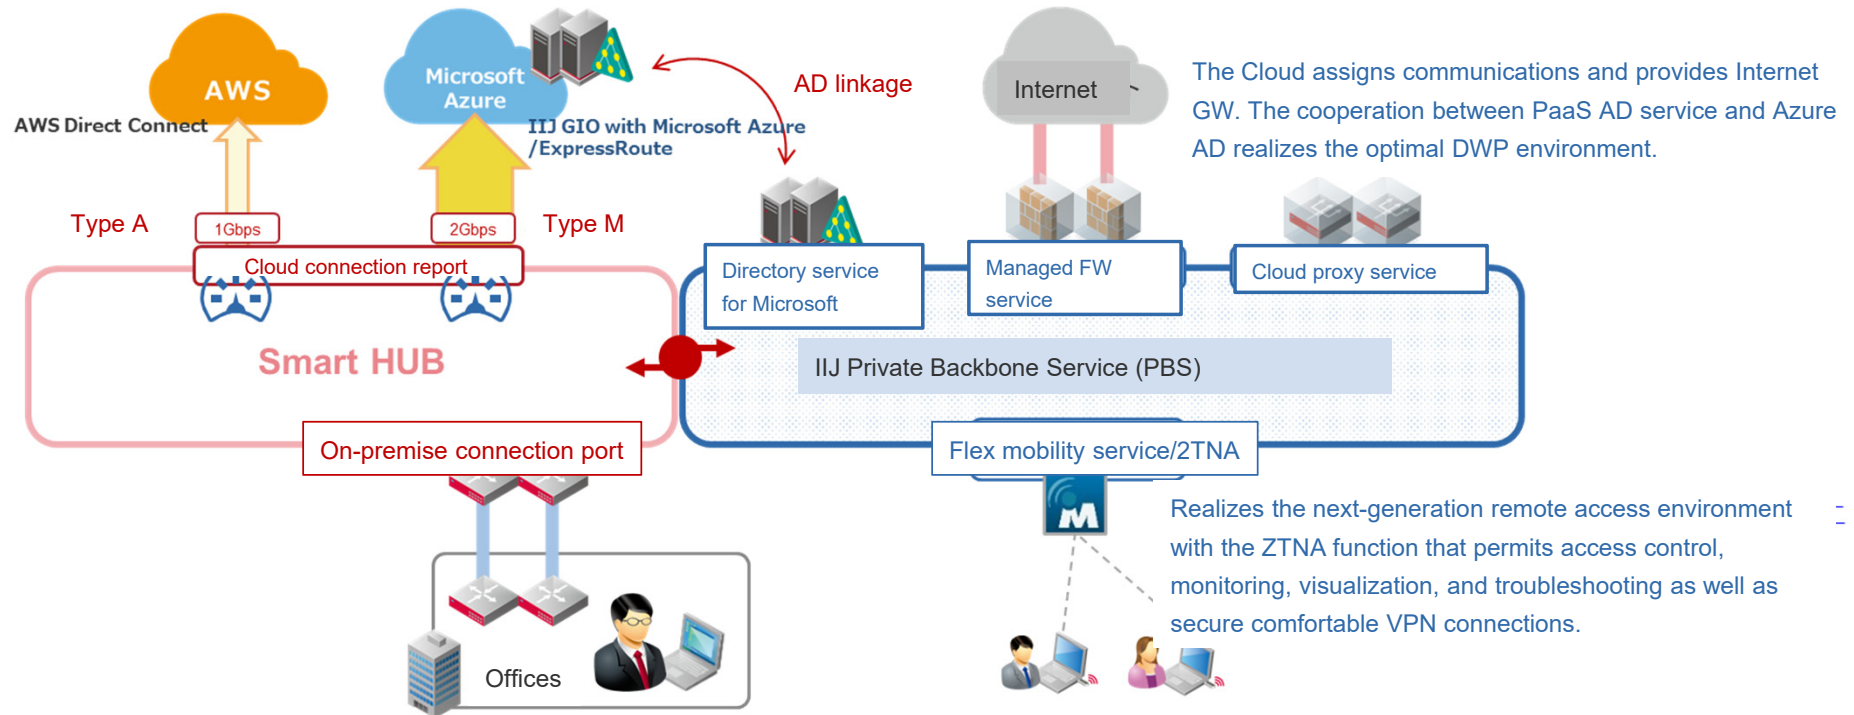 AWS
Microsoft
Azure
AD linkage
Internet
The Cloud assigns communications and provides Internet
GW. The cooperation between PaaS AD service and Azure
AD realizes the optimal DWP environment.
AWS Direct Connect
IIJ GIO with Microsoft Azure
/ExpressRoute
Type A
1Gbps
2Gbps
Type M
Cloud connection report
Directory service
for Microsoft
Managed FW
service
Cloud proxy service
Smart HUB
IIJ Private Backbone Service (PBS)
On-premise connection port
Flex mobility service/2TNA
M
Realizes the next-generation remote access environment
with the ZTNA function that permits access control,
monitoring, visualization, and troubleshooting as well as
secure comfortable VPN connections.
Offices